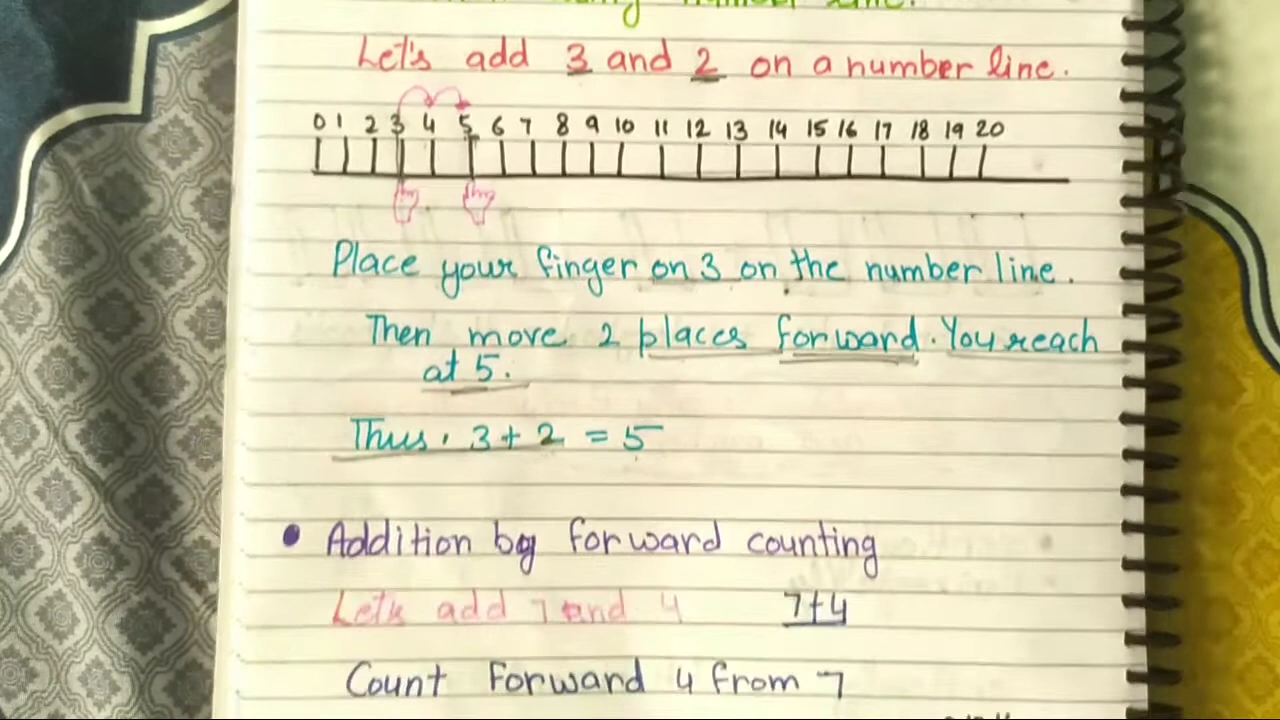 number line.
Let's add 3 and 2 on a number line.
0 1 2 3 4 5 6 7 8 9 10 11 12 13 14 15 16 17 18 19 20
Place your finger on 3 on the number line.
Then move 2 places forward. You reach
at 5.
Thus, 3 + 2 = 5
• Addition by forward counting
Let's add 7 and 4 7+4
Count Forward 4 from 7